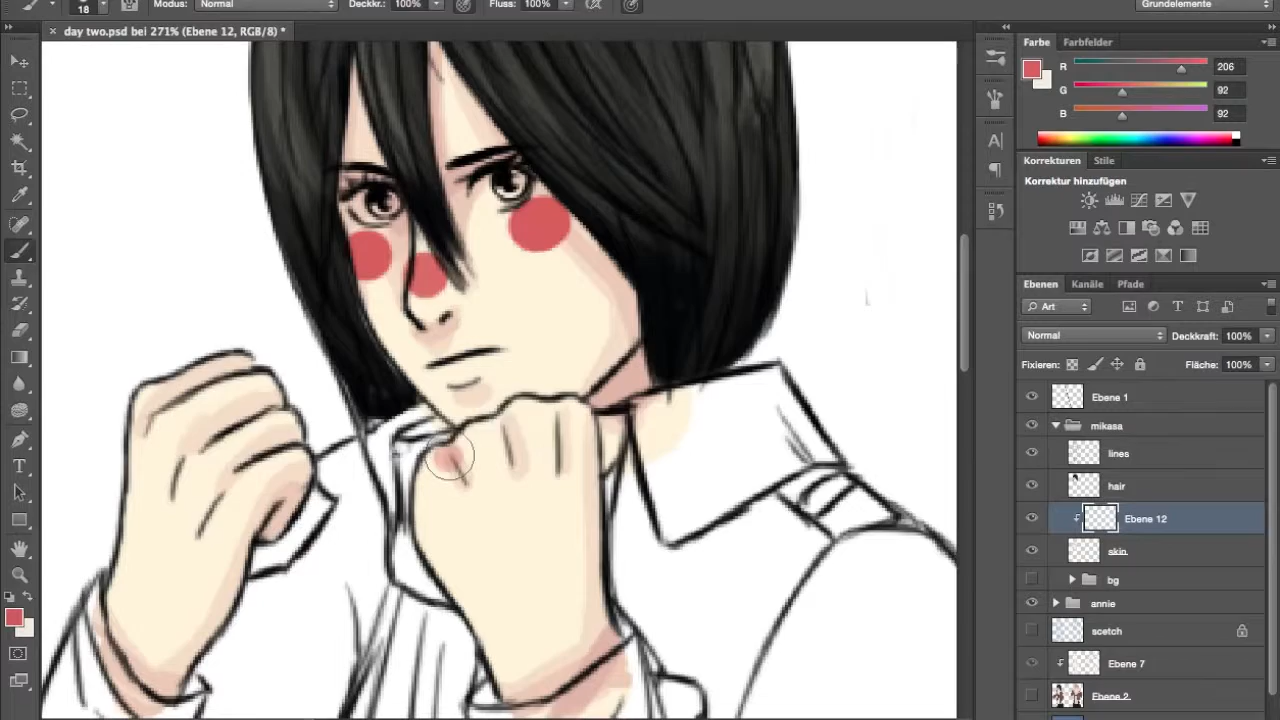 18 Modus: Normal Deckkr.: 100% Fluss: 100% Grundelemente
× day two.psd bei 271% (Ebene 12, RGB/8) *
Farbe Farbfelder
R 206
G 92
B 92
Korrekturen Stile
Korrektur hinzufügen
Ebenen Kanäle Pfade
Art
Normal Deckkraft: 100%
Fixieren: Fläche: 100%
Ebene 1
mikasa
lines
hair
Ebene 12
skin
bg
annie
scetch
Ebene 7
Ebene 2